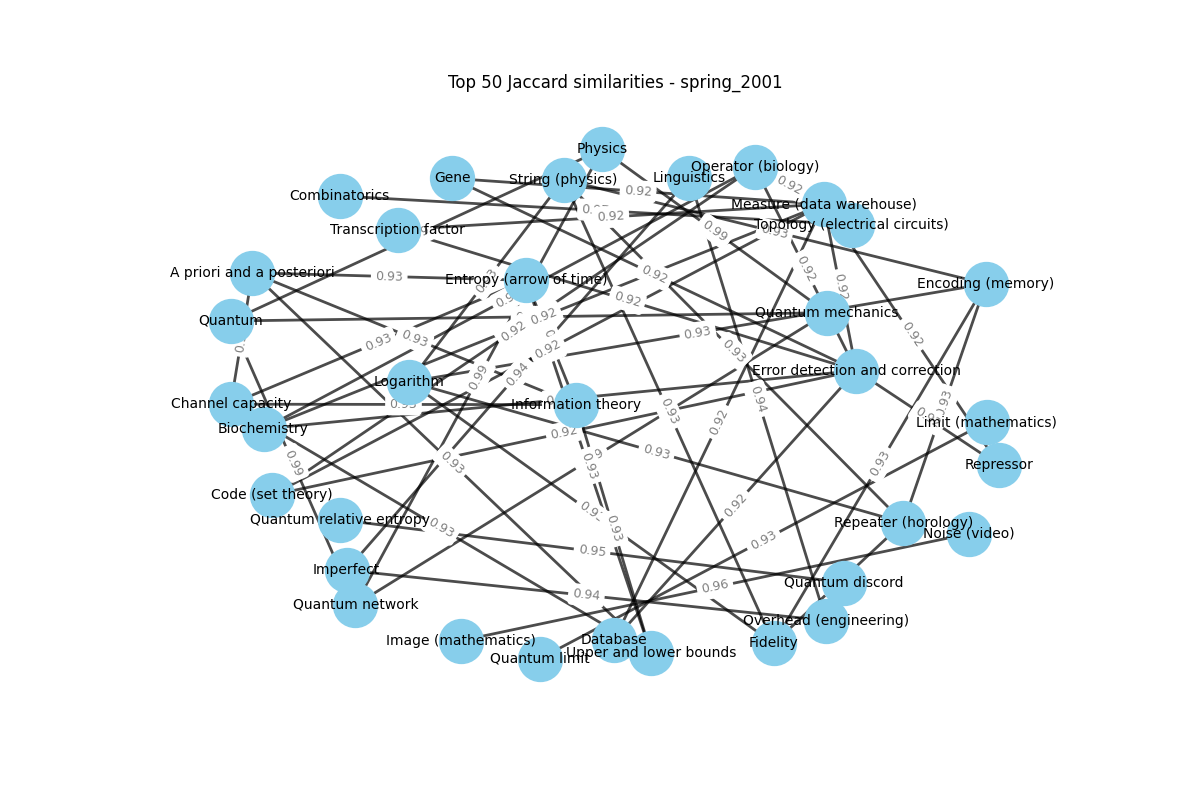 Top 50 Jaccard similarities - spring_2001
Physics
Operator (biology)
Gene
String (physics)
Linguistics
0.92
0.92
Combinatorics
Measure (data warehouse)
0.92
Transcription factor
Topology (electrical circuits)
0.99
0.93
A priori and a posteriori
0.93
Entropy (arrow of time)
0.92
0.92
Encoding (memory)
0.92
0.92
Quantum
0.92
Quantum mechanics
0.92
0.93
0.92
0.93
0.93
0.92
0.93
Error detection and correction
0.99
0.94
Logarithm
Channel capacity
Information theory
0.94
0.93
0.93
0.92
Limit (mathematics)
Biochemistry
0.92
0.93
0.93
0.99
0.93
0.93
Repressor
Code (set theory)
0.92
Quantum relative entropy
0.93
0.93
Repeater (horology)
Noise (video)
0.93
0.95
Imperfect
Quantum discord
0.96
0.94
Quantum network
Overhead (engineering)
Image (mathematics)
Database
Fidelity
Quantum limit
Upper and lower bounds